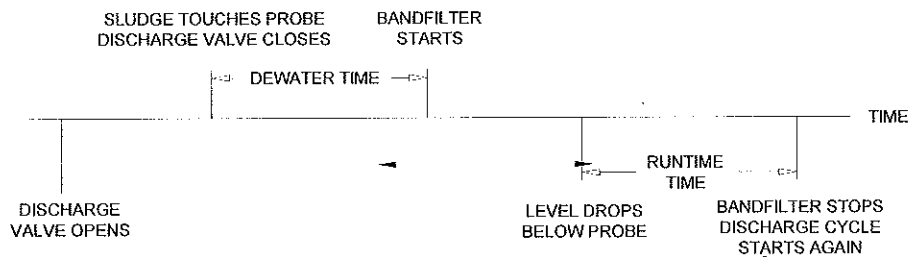 SLUDGE TOUCHES PROBE
DISCHARGE VALVE CLOSES
BANDFILTER
STARTS
DEWATER TIME
TIME
RUNTIME
TIME
DISCHARGE
VALVE OPENS
LEVEL DROPS
BELOW PROBE
BANDFILTER STOPS
DISCHARGE CYCLE
STARTS AGAIN